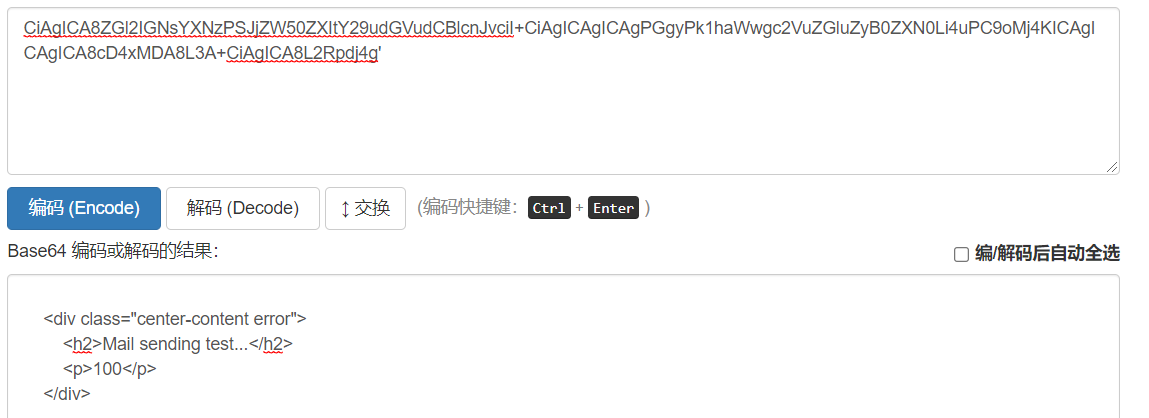 CiAgICA8ZGl2IGNsYXNzPSJjZW50ZXItY29udGVudCBlcnJvciI+CiAgICAgICAgPGgyPk1haWwgc2VuZGluZyB0ZXN0Li4uPC9oMj4KICAgI
CAgICA8cD4xMDA8L3A+CiAgICA8L2Rpdj4g'
编码 (Encode) 解码 (Decode) ↕ 交换 (编码快捷键： Ctrl + Enter )
Base64 编码或解码的结果： 编/解码后自动全选
<div class="center-content error">
<h2>Mail sending test...</h2>
<p>100</p>
</div>